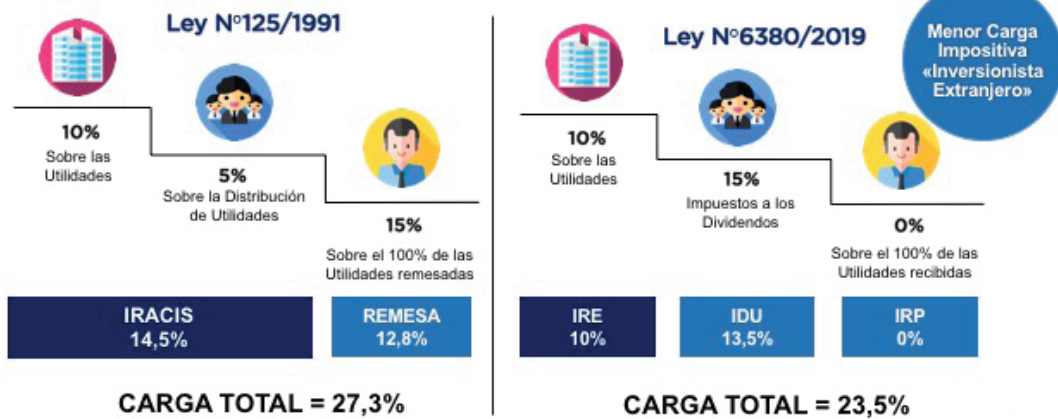 Ley Nº125/1991
10%
Sobre las
Utilidades
5%
Sobre la Distribución
de Utilidades
15%
Sobre el 100% de las
Utilidades remesadas
IRACIS
14,5%
REMESA
12,8%
CARGA TOTAL = 27,3%
Ley Nº6380/2019
Menor Carga
Impositiva
«Inversionista
Extranjero»
10%
Sobre las
Utilidades
15%
Impuestos a los
Dividendos
0%
Sobre el 100% de las
Utilidades recibidas
IRE
10%
IDU
13,5%
IRP
0%
CARGA TOTAL = 23,5%